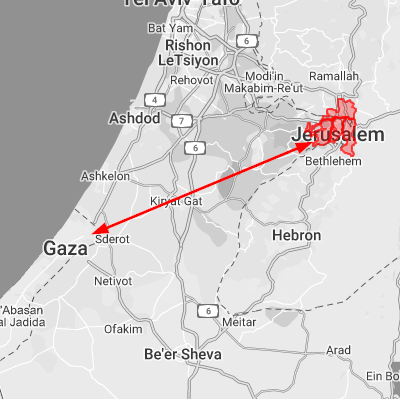 Tel Aviv-Yafo
Bat Yam
6
Rishon
LeTsiyon
Rehovot
Modi'in
Makabim-Re'ut
Ramallah
4
Ashdod
7
Jerusalem
6
Bethlehem
Ashkelon
Kiryat Gat
Sderot
Gaza
Hebron
Netivot
'Abasan
al Jadida
6
Meitar
Ofakim
Be'er Sheva
Arad
Ein Bo